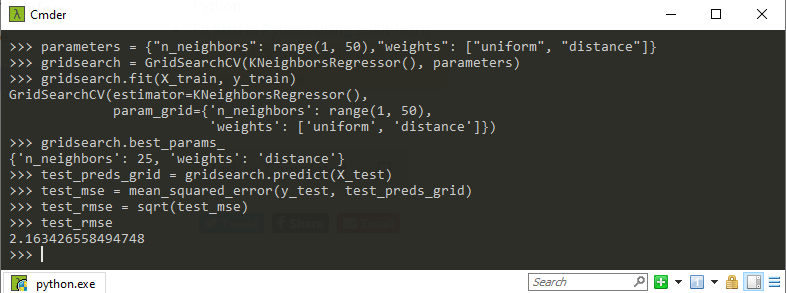 Cmder
>>> parameters = {"n_neighbors": range(1, 50),"weights": ["uniform", "distance"]}
>>> gridsearch = GridSearchCV(KNeighborsRegressor(), parameters)
>>> gridsearch.fit(X_train, y_train)
GridSearchCV(estimator=KNeighborsRegressor(),
             param_grid={'n_neighbors': range(1, 50),
                         'weights': ['uniform', 'distance']})
>>> gridsearch.best_params_
{'n_neighbors': 25, 'weights': 'distance'}
>>> test_preds_grid = gridsearch.predict(X_test)
>>> test_mse = mean_squared_error(y_test, test_preds_grid)
>>> test_rmse = sqrt(test_mse)
>>> test_rmse
2.163426558494748
>>>
python.exe Search